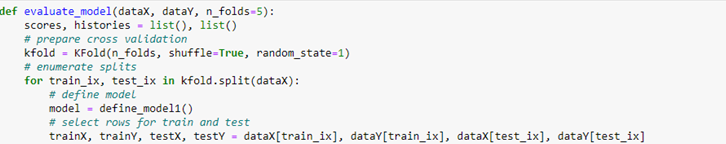 def evaluate_model(dataX, dataY, n_folds=5):
    scores, histories = list(), list()
    # prepare cross validation
    kfold = KFold(n_folds, shuffle=True, random_state=1)
    # enumerate splits
    for train_ix, test_ix in kfold.split(dataX):
        # define model
        model = define_model1()
        # select rows for train and test
        trainX, trainY, testX, testY = dataX[train_ix], dataY[train_ix], dataX[test_ix], dataY[test_ix]